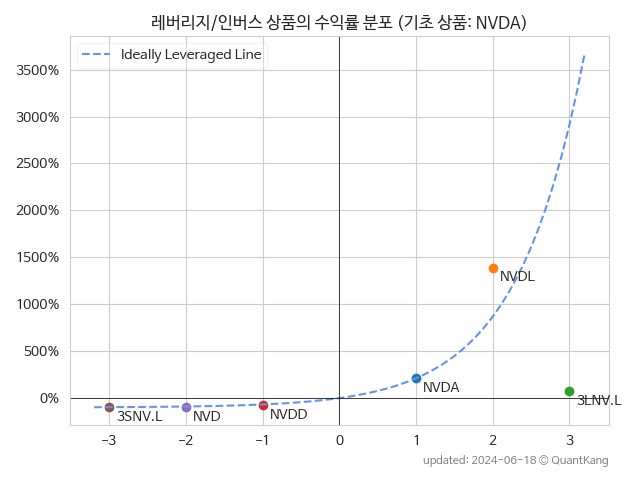 레버리지/인버스 상품의 수익률 분포 (기초 상품: NVDA)
Ideally Leveraged Line
3500%
3000%
2500%
2000%
1500%
1000%
500%
0%
NVDL
NVDA
3LNV.L
3SNV.L
NVD
NVDD
−3
−2
−1
0
1
2
3
updated: 2024-06-18 © QuantKang